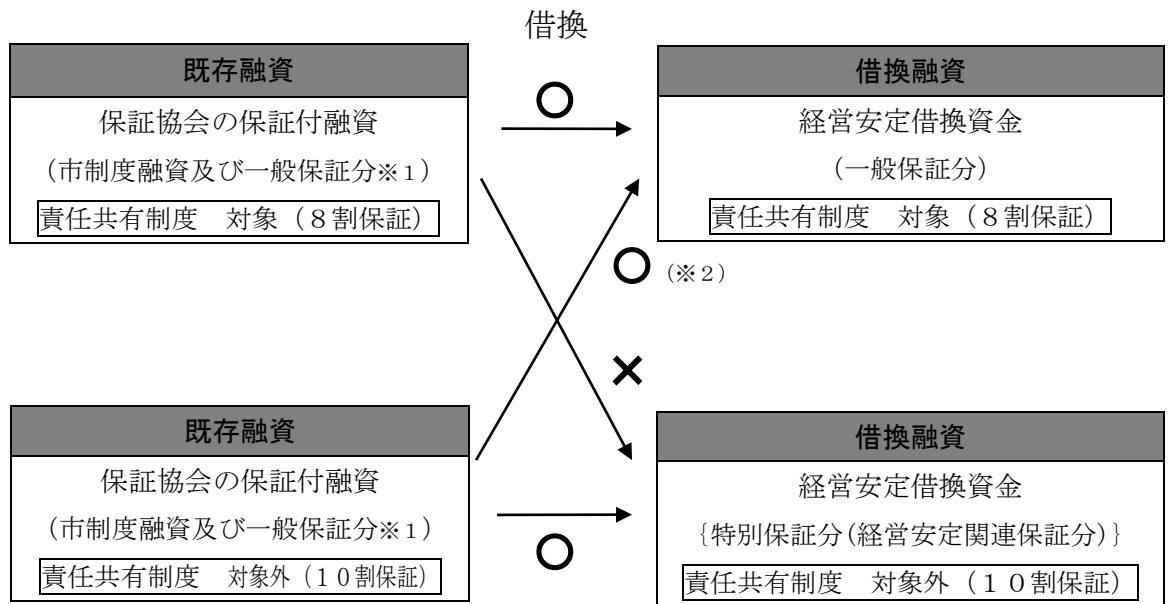 借換
既存融資
保証協会の保証付融資
（市制度融資及び一般保証分※1）
責任共有制度　対象（8割保証）
○
借換融資
経営安定借換資金
（一般保証分）
責任共有制度　対象（8割保証）
○（※2）
×
既存融資
保証協会の保証付融資
（市制度融資及び一般保証分※1）
責任共有制度　対象外（10割保証）
○
借換融資
経営安定借換資金
｛特別保証分（経営安定関連保証分）｝
責任共有制度　対象外（１０割保証）